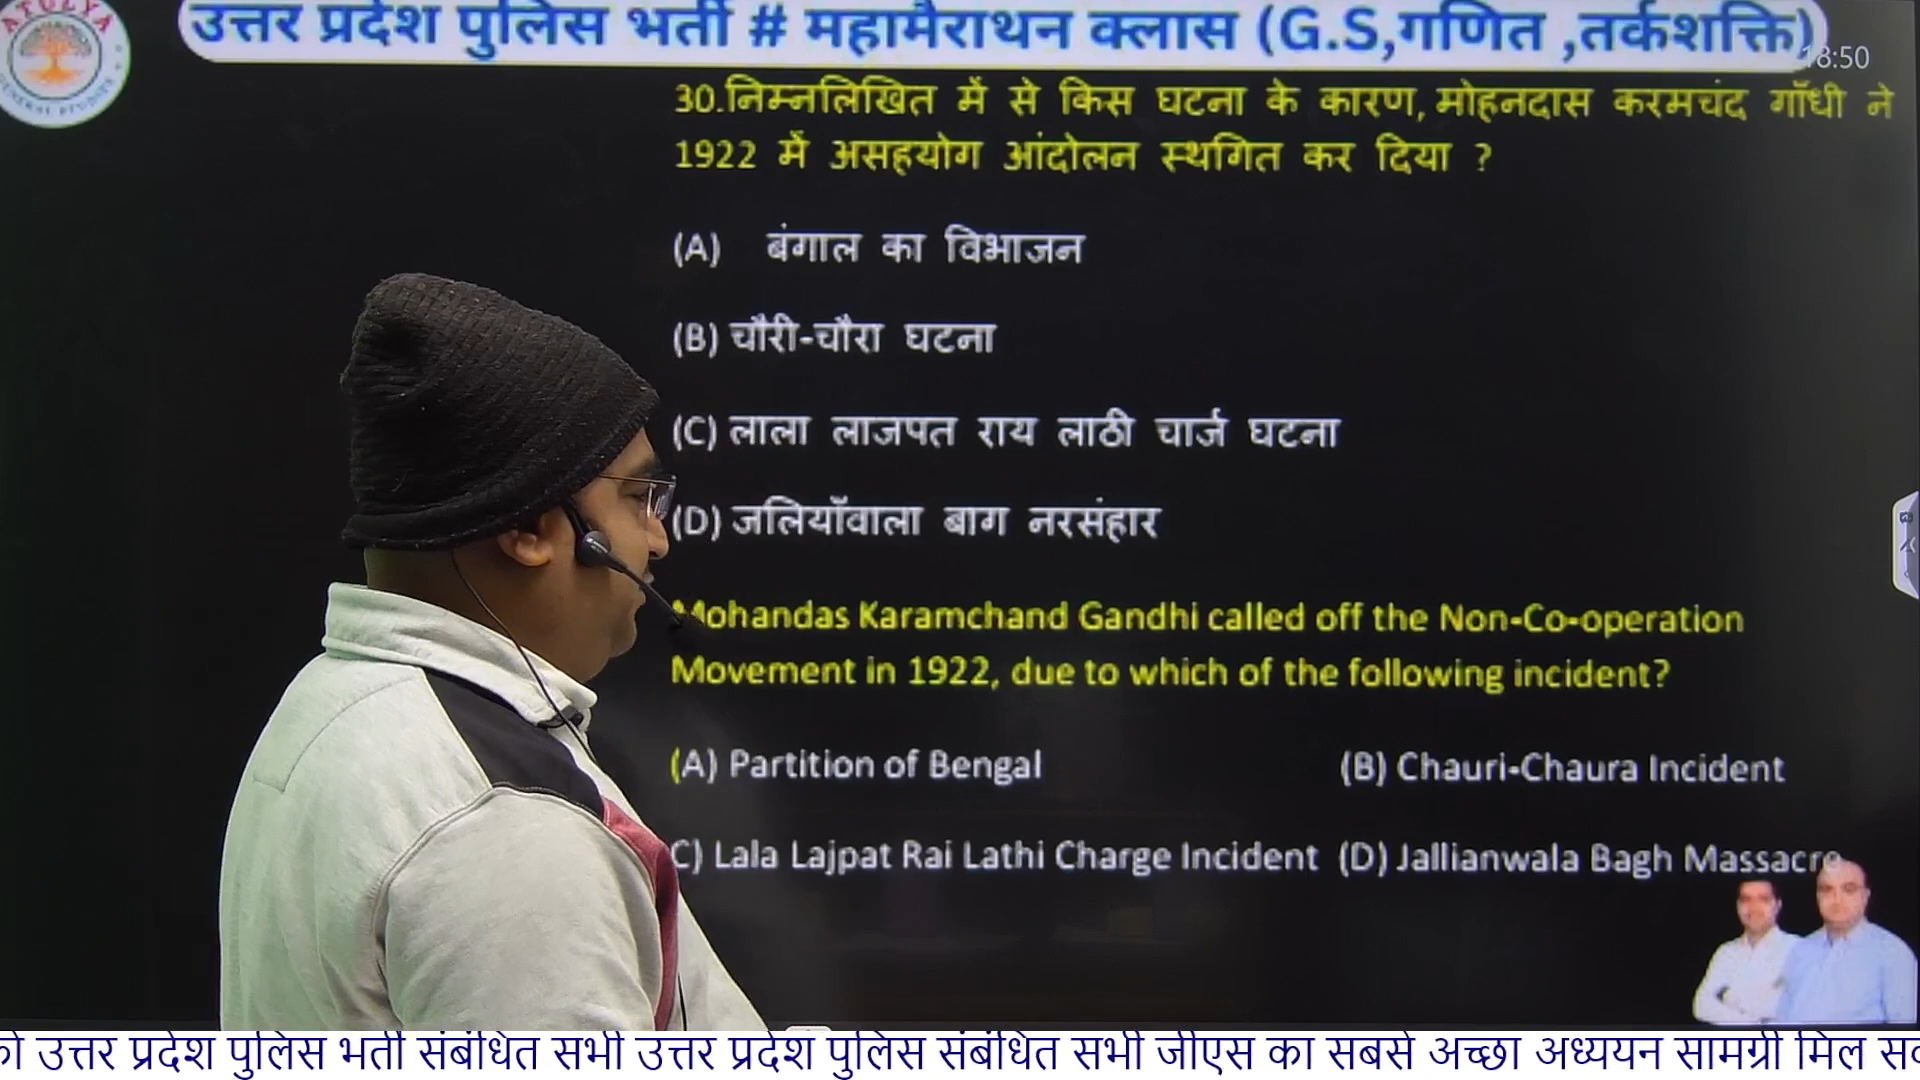 ATULYA
GENERAL STUDIES
उत्तर प्रदेश पुलिस भर्ती # महामैराथन क्लास (G.S,गणित ,तर्कशक्ति)
18:50
30.निम्नलिखित में से किस घटना के कारण, मोहनदास करमचंद गाँधी ने
1922 में असहयोग आंदोलन स्थगित कर दिया ?
(A) बंगाल का विभाजन
(B) चौरी-चौरा घटना
(C) लाला लाजपत राय लाठी चार्ज घटना
(D) जलियाँवाला बाग नरसंहार
Mohandas Karamchand Gandhi called off the Non-Co-operation
Movement in 1922, due to which of the following incident?
(A) Partition of Bengal (B) Chauri-Chaura Incident
C) Lala Lajpat Rai Lathi Charge Incident (D) Jallianwala Bagh Massacre
को उत्तर प्रदेश पुलिस भर्ती संबंधित सभी उत्तर प्रदेश पुलिस संबंधित सभी जीएस का सबसे अच्छा अध्ययन सामग्री मिल